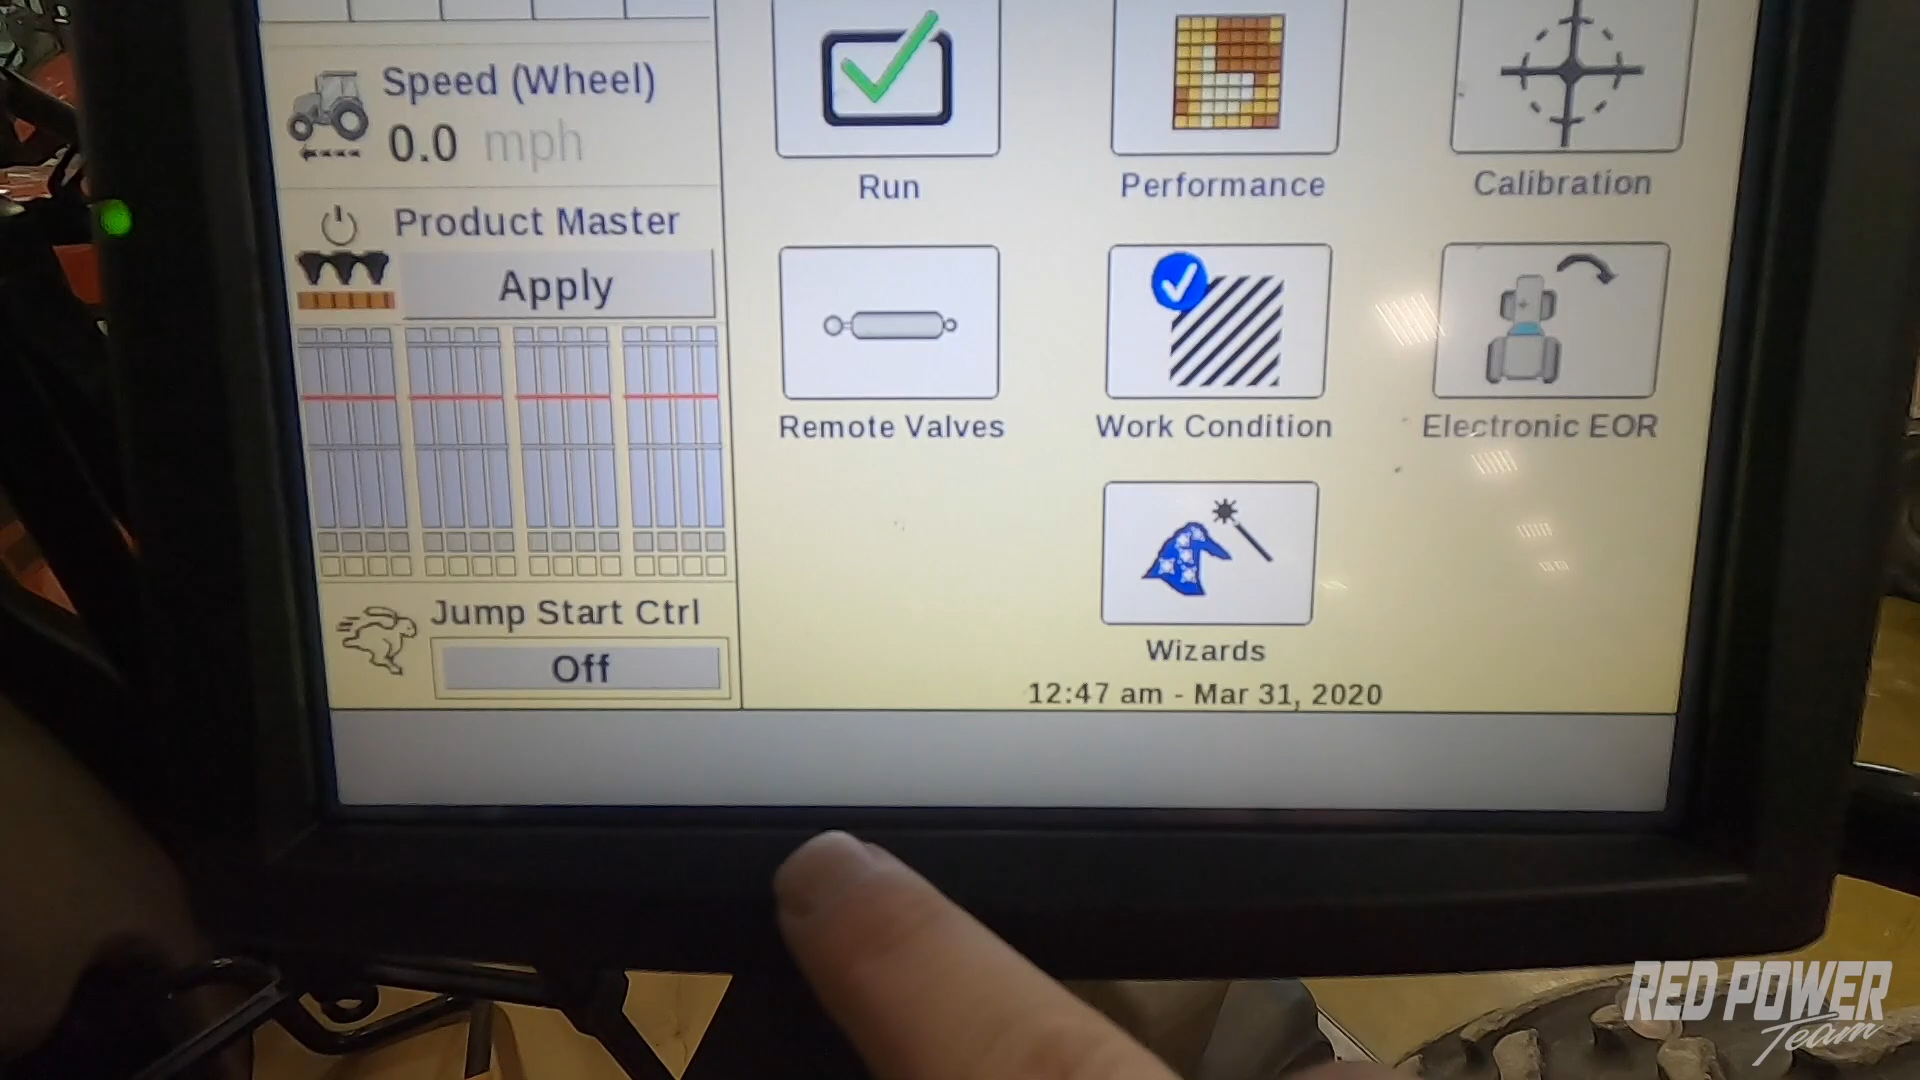 Speed (Wheel)
0.0 mph
Product Master
Apply
Jump Start Ctrl
Off
Run
Performance
Calibration
Remote Valves
Work Condition
Electronic EOR
Wizards
12:47 am - Mar 31, 2020
RED POWER
Team